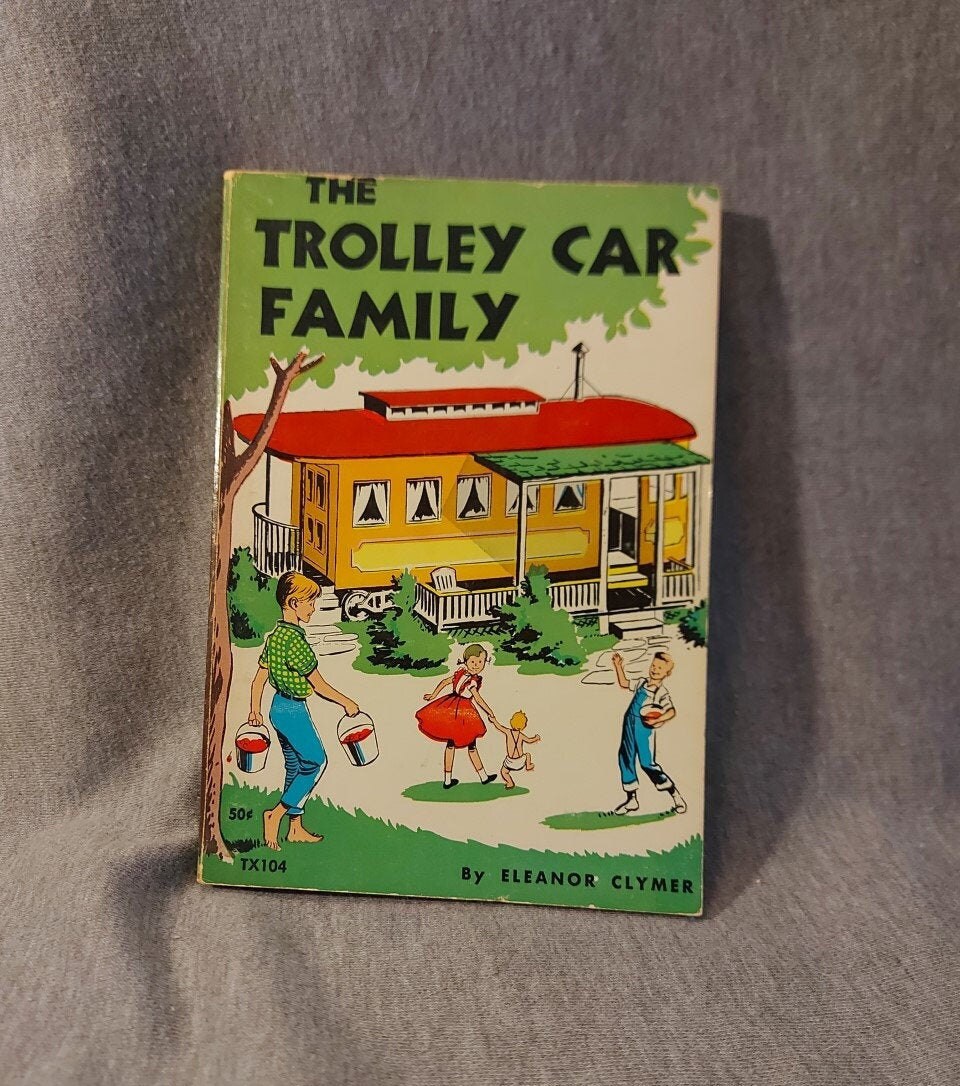 THE
TROLLEY CAR
FAMILY
50¢
TX104
By ELEANOR CLYMER